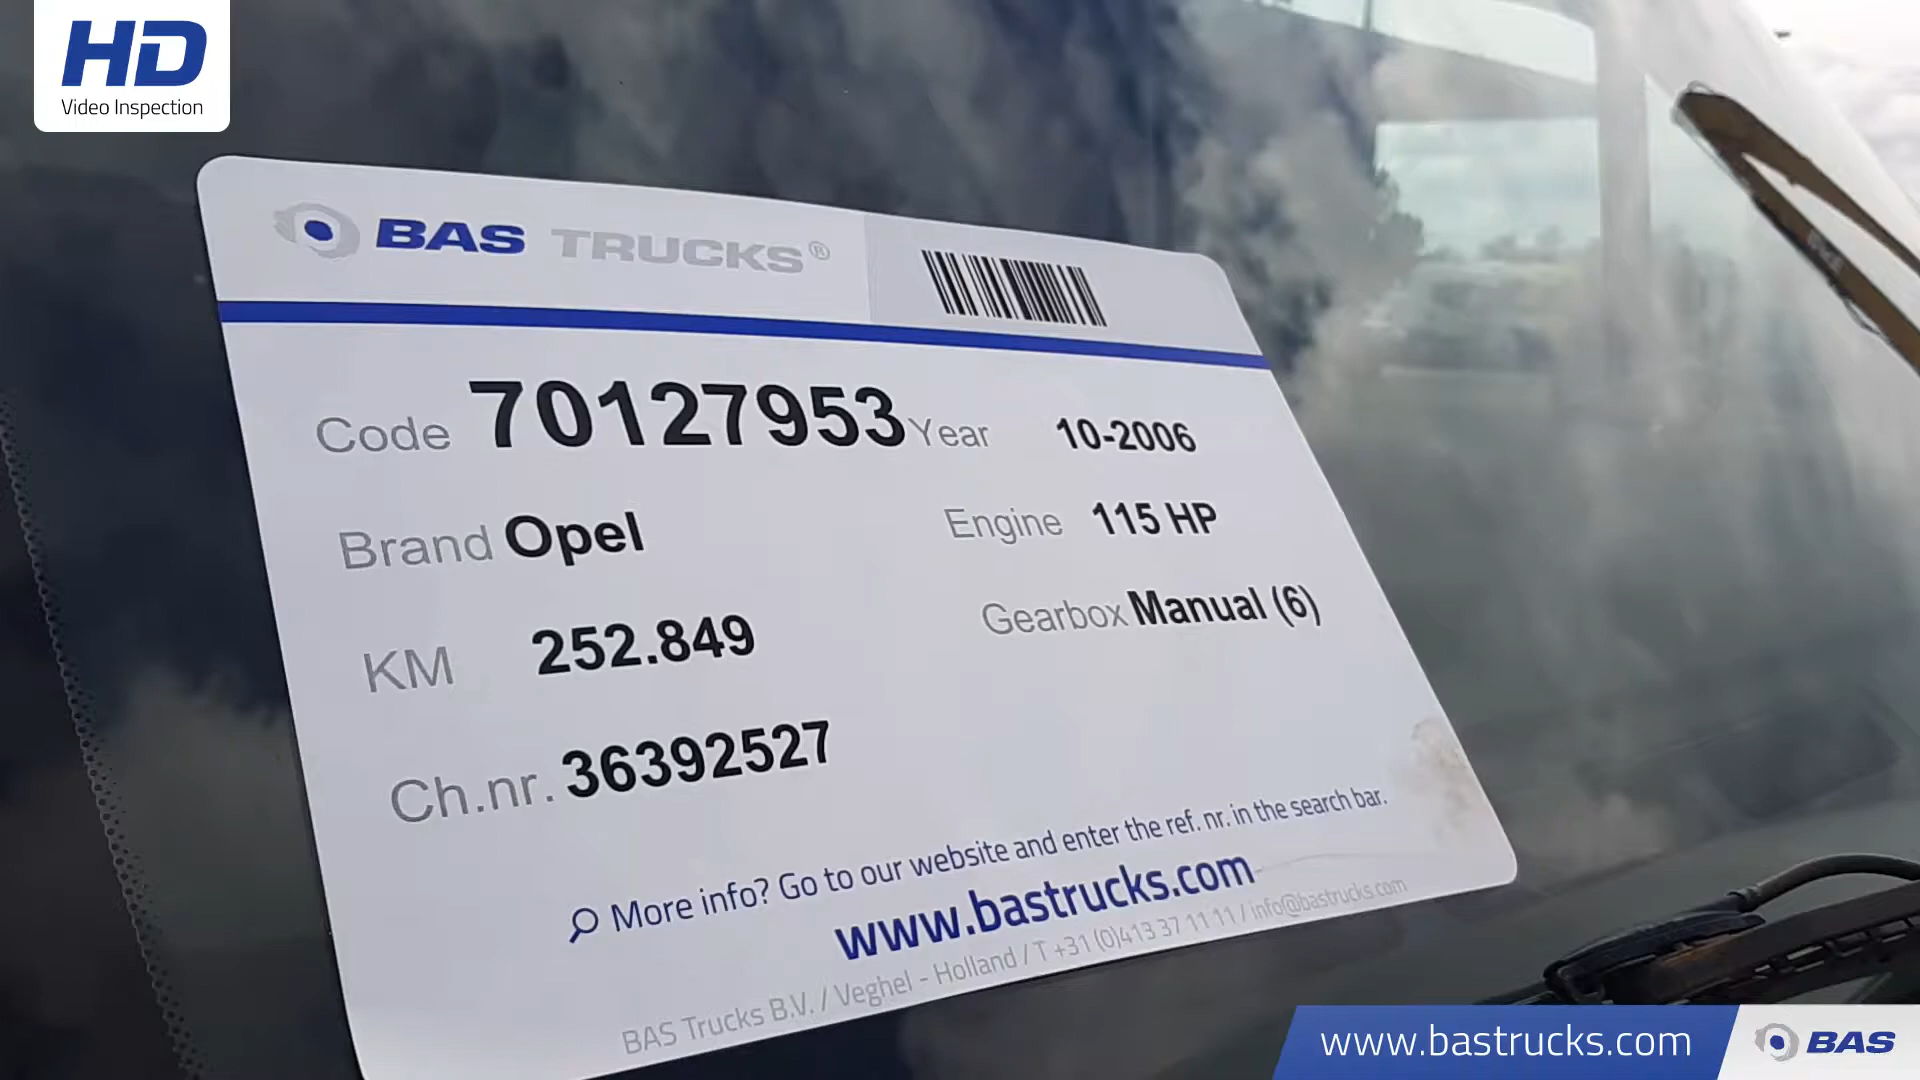 HD
Video Inspection
BAS TRUCKS®
Code 70127953 Year 10-2006
Brand Opel Engine 115 HP
KM 252.849 Gearbox Manual (6)
Ch.nr. 36392527
More info? Go to our website and enter the ref. nr. in the search bar.
www.bastrucks.com
BAS Trucks B.V. / Veghel - Holland / T +31 (0)413 37 11 11 / info@bastrucks.com
www.bastrucks.com BAS